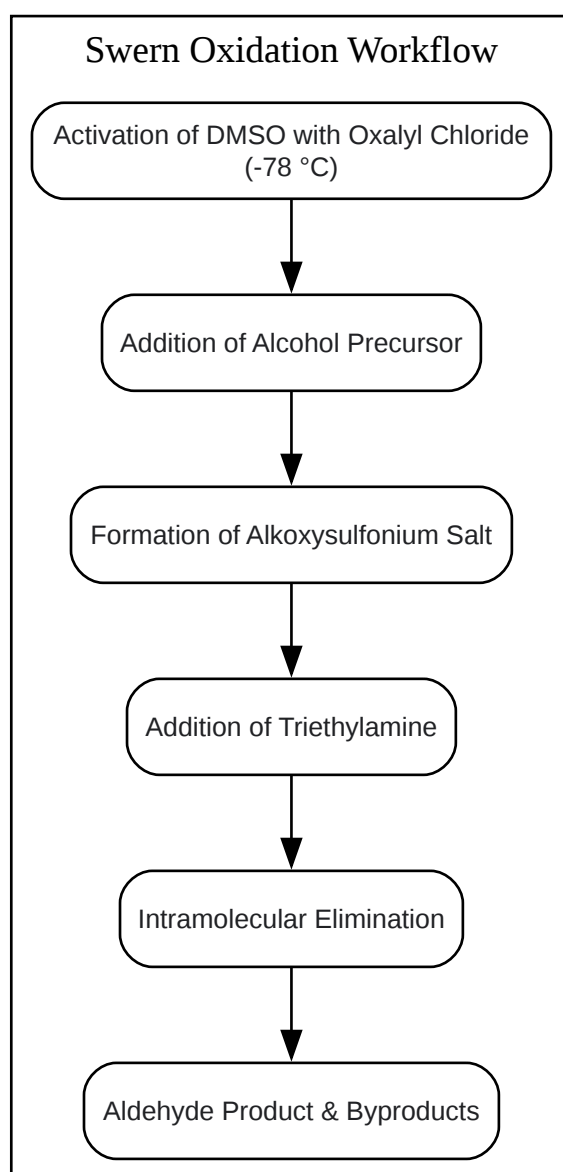 Swern Oxidation Workflow
Activation of DMSO with Oxalyl Chloride
(-78 °C)
Addition of Alcohol Precursor
Formation of Alkoxysulfonium Salt
Addition of Triethylamine
Intramolecular Elimination
Aldehyde Product & Byproducts